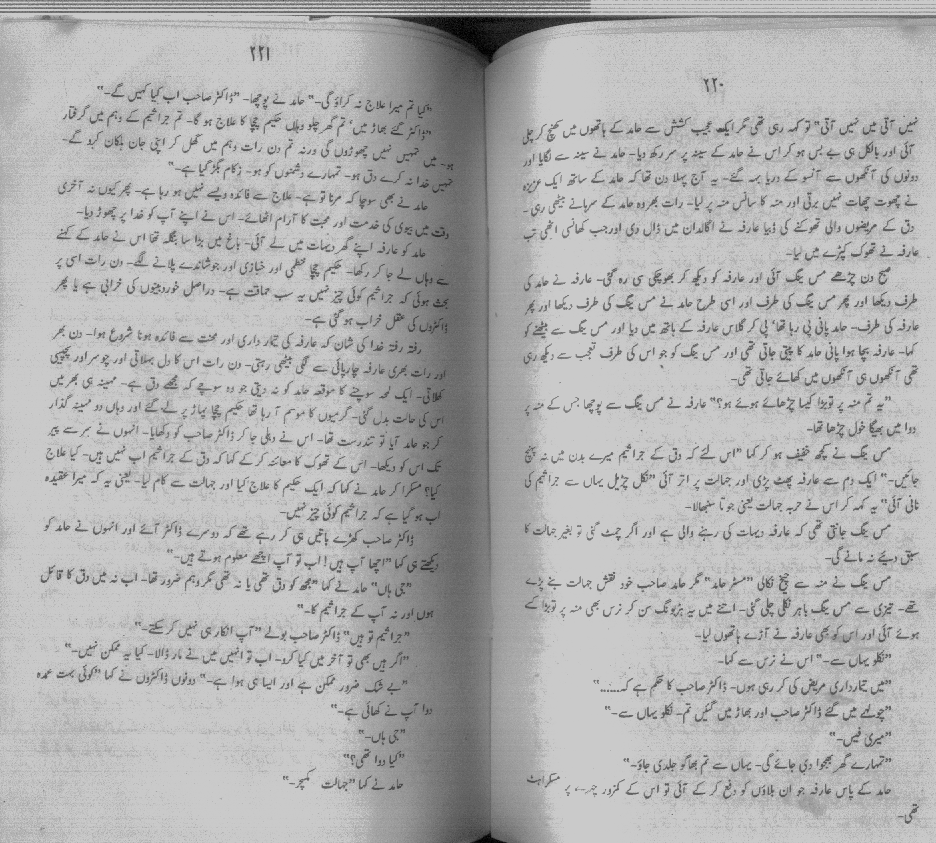 ۲۲۰
نہیں آتی میں نہیں آتی" تو کہہ رہی تھی مگر ایک عجیب کشش سے حامد کے ہاتھوں میں کھنچ کر چلی
آئی اور بالکل ہی بے بس ہو کر اس نے حامد کے سینہ پر سر رکھ دیا۔ حامد نے سینہ سے لگایا اور
دونوں کی آنکھوں سے آنسو کے دریا بہہ گئے۔ یہ آج پہلا دن تھا کہ حامد کے ساتھ ایک عزیزہ
نے چھوت چھات نہیں برتی اور منہ کا سانس منہ پر لیا۔ رات بھر وہ حامد کے سرہانے بیٹھی رہی۔
دق کے مریضوں والی تھوکنے کی ڈبیا عارفہ نے اگالدان میں ڈال دی اور جب کھانسی اٹھی تب
عارفہ نے تھوک کپڑے میں لیا۔
صبح دن چڑھے مس ینگ آئی اور عارفہ کو دیکھ کر بھونچکی سی رہ گئی۔ عارفہ نے حامد کی
طرف دیکھا اور پھر مس ینگ کی طرف اور اسی طرح حامد نے مس ینگ کی طرف دیکھا اور پھر
عارفہ کی طرف۔ حامد پانی پی رہا تھا' پی کر گلاس عارفہ کے ہاتھ میں دیا اور مس ینگ سے بیٹھنے کو
کہا۔ عارفہ بچا ہوا پانی حامد کا پیتی جاتی تھی اور مس ینگ کو جو اس کی طرف تعجب سے دیکھ رہی
تھی آنکھوں ہی آنکھوں میں کھائے جاتی تھی۔
"یہ تم منہ پر توبڑا کیسا چڑھائے ہوئے ہو؟" عارفہ نے مس ینگ سے پوچھا جس کے منہ پر
دوا میں بھیگا خول چڑھا تھا۔
مس ینگ نے کچھ خفیف ہو کر کہا "اس لئے کہ دق کے جراثیم میرے بدن میں نہ پہنچ
جائیں۔" ایک دم سے عارفہ پھٹ پڑی اور جہالت پر اتر آئی "نکل چڑیل یہاں سے جراثیم کی
نانی آئی" یہ کہہ کر اس نے حربہ جہالت یعنی جوتا سنبھالا۔
مس ینگ جانتی تھی کہ عارفہ دیہات کی رہنے والی ہے اور اگر چمٹ گئی تو بغیر جہالت کا
سبق دیئے نہ مانے گی۔
مس ینگ نے منہ سے چیخ نکالی "مسٹر حامد" مگر حامد صاحب خود نقش جہالت بنے پڑے
تھے۔ تیزی سے مس ینگ باہر نکلی چلی گئی۔ اتنے میں یہ ہڑبونگ سن کر نرس بھی منہ پر توبڑا لئے
ہوئے آئی اور اس کو بھی عارفہ نے آڑے ہاتھوں لیا۔
"نکلو یہاں سے۔" اس نے نرس سے کہا۔
"میں تیمارداری مریض کی کر رہی ہوں۔ ڈاکٹر صاحب کا حکم ہے کہ......"
"چولہے میں گئے ڈاکٹر صاحب اور بھاڑ میں گئیں تم۔ نکلو یہاں سے۔"
"میری فیس۔"
"تمہارے گھر بھجوا دی جائے گی۔ یہاں سے تم بھاگو جلدی جاؤ۔"
حامد کے پاس عارفہ جو ان بلاؤں کو دفع کر کے آئی تو اس کے کمزور چہرے پر مسکراہٹ
تھی۔
۲۲۱
"کیا تم میرا علاج نہ کراؤ گی۔" حامد نے پوچھا۔ "ڈاکٹر صاحب اب کیا کہیں گے۔"
"ڈاکٹر گئے بھاڑ میں' تم گھر چلو وہاں حکیم چچا کا علاج ہو گا۔ تم جراثیم کے وہم میں گرفتار
ہو۔ میں تمہیں نہیں چھوڑوں گی ورنہ تم دن رات وہم میں گھل کر اپنی جان ہلکان کرو گے۔
تمہیں خدا نہ کرے دق ہو۔ تمہارے دشمنوں کو ہو۔ زکام بگڑ گیا ہے۔"
حامد نے بھی سوچا کہ مرنا تو ہے۔ علاج سے فائدہ ویسے نہیں ہو رہا ہے۔ پھر کیوں نہ آخری
وقت میں بیوی کی خدمت اور محبت کا آرام اٹھائے۔ اس نے اپنے آپ کو خدا پر چھوڑ دیا۔
حامد کو عارفہ اپنے گھر دیہات میں لے آئی۔ باغ میں بڑا سا بنگلہ تھا اس نے حامد کے کہنے
سے وہاں لے جا کر رکھا۔ حکیم چچا خطمی اور خبازی اور جوشاندے پلانے لگے۔ دن رات اسی پر
بحث ہوئی کہ جراثیم کوئی چیز نہیں یہ سب حماقت ہے۔ دراصل خوردبینوں کی خرابی ہے یا پھر
ڈاکٹروں کی عقل خراب ہو گئی ہے۔
رفتہ رفتہ خدا کی شان کہ عارفہ کی تیمار داری اور محنت سے فائدہ ہونا شروع ہوا۔ دن بھر
اور رات بھری عارفہ چارپائی سے لگی بیٹھی رہتی۔ دن رات اس کا دل بہلاتی اور چوسر اور پچیسی
کھلاتی۔ ایک لمحہ سوچنے کا موقعہ حامد کو نہ دیتی جو وہ سوچے کہ مجھے دق ہے۔ مہینہ ہی بھر میں
اس کی حالت بدل گئی۔ گرمیوں کا موسم آ رہا تھا حکیم چچا پہاڑ پر لے گئے اور وہاں دو مہینہ گذار
کر جو حامد آیا تو تندرست تھا۔ اس نے دہلی جا کر ڈاکٹر صاحب کو دکھایا۔ انہوں نے سر سے پیر
تک اس کو دیکھا۔ اس کے تھوک کا معائنہ کر کے کہا کہ دق کے جراثیم اب نہیں ہیں۔ کیا علاج
کیا؟ مسکرا کر حامد نے کہا کہ ایک حکیم کا علاج کیا اور جہالت سے کام لیا۔ یعنی یہ کہ میرا عقیدہ
اب ہو گیا ہے کہ جراثیم کوئی چیز نہیں۔
ڈاکٹر صاحب کھڑے باتیں ہی کر رہے تھے کہ دوسرے ڈاکٹر آئے اور انہوں نے حامد کو
دیکھتے ہی کہا "اچھا آپ ہیں! اب تو آپ اچھے معلوم ہوتے ہیں۔"
"جی ہاں" حامد نے کہا "مجھ کو دق تھی یا نہ تھی مگر وہم ضرور تھا۔ اب نہ میں دق کا قائل
ہوں اور نہ آپ کے جراثیم کا۔"
"جراثیم تو ہیں" ڈاکٹر صاحب بولے "آپ انکار ہی نہیں کر سکتے۔"
"اگر ہیں بھی تو آخر میں کیا کرو۔ اب تو انہیں میں نے مار ڈالا۔ کیا یہ ممکن نہیں۔"
"بے شک ضرور ممکن ہے اور ایسا ہی ہوا ہے۔" دونوں ڈاکٹروں نے کہا "کوئی بہت عمدہ
دوا آپ نے کھائی ہے۔"
"جی ہاں۔"
"کیا دوا تھی؟"
حامد نے کہا "جہالت مکسچر۔"